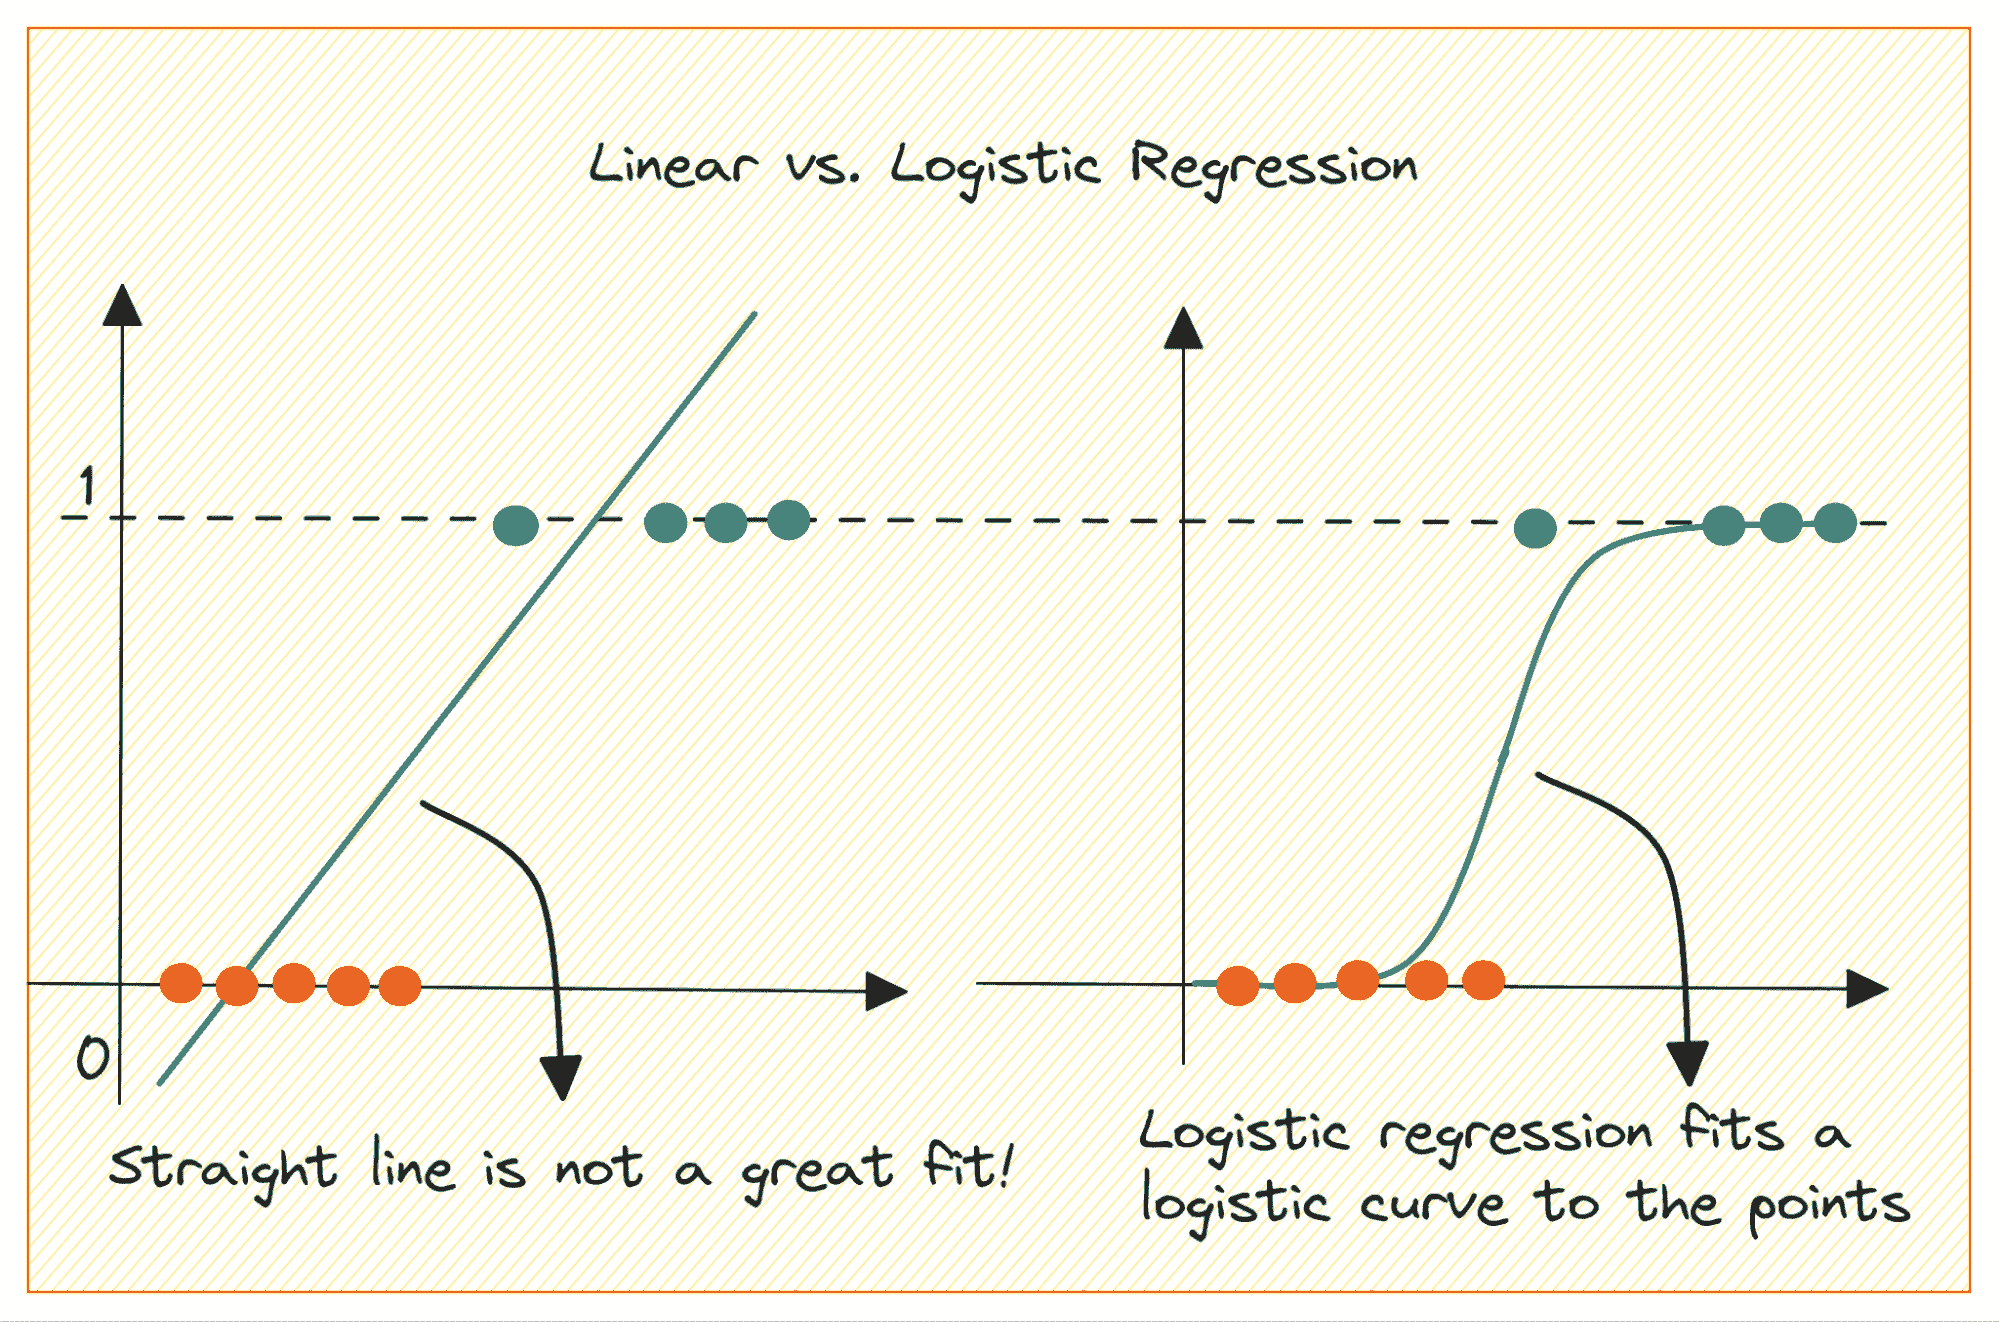 Linear vs. Logistic Regression
1
0
Straight line is not a great fit!
Logistic regression fits a
logistic curve to the points